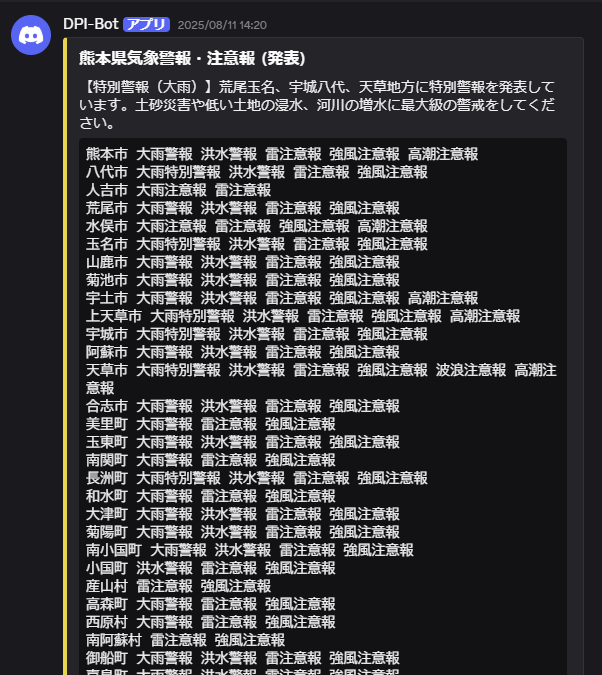 DPI-Bot アプリ 2025/08/11 14:20
熊本県気象警報・注意報 (発表)
【特別警報（大雨）】荒尾玉名、宇城八代、天草地方に特別警報を発表して
います。土砂災害や低い土地の浸水、河川の増水に最大級の警戒をしてくだ
さい。
熊本市 大雨警報 洪水警報 雷注意報 強風注意報 高潮注意報
八代市 大雨特別警報 洪水警報 雷注意報 強風注意報
人吉市 大雨注意報 雷注意報
荒尾市 大雨警報 洪水警報 雷注意報 強風注意報
水俣市 大雨注意報 雷注意報 強風注意報 高潮注意報
玉名市 大雨特別警報 洪水警報 雷注意報 強風注意報
山鹿市 大雨警報 洪水警報 雷注意報 強風注意報
菊池市 大雨警報 洪水警報 雷注意報 強風注意報
宇土市 大雨警報 洪水警報 雷注意報 強風注意報 高潮注意報
上天草市 大雨特別警報 洪水警報 雷注意報 強風注意報 高潮注意報
宇城市 大雨特別警報 洪水警報 雷注意報 強風注意報
阿蘇市 大雨警報 洪水警報 雷注意報 強風注意報
天草市 大雨特別警報 洪水警報 雷注意報 強風注意報 波浪注意報 高潮注
意報
合志市 大雨警報 洪水警報 雷注意報 強風注意報
美里町 大雨警報 雷注意報 強風注意報
玉東町 大雨警報 洪水警報 雷注意報 強風注意報
南関町 大雨警報 雷注意報 強風注意報
長洲町 大雨特別警報 洪水警報 雷注意報 強風注意報
和水町 大雨警報 雷注意報 強風注意報
大津町 大雨警報 洪水警報 雷注意報 強風注意報
菊陽町 大雨警報 洪水警報 雷注意報 強風注意報
南小国町 大雨警報 洪水警報 雷注意報 強風注意報
小国町 洪水警報 雷注意報 強風注意報
産山村 雷注意報 強風注意報
高森町 大雨警報 雷注意報 強風注意報
西原村 大雨警報 雷注意報 強風注意報
南阿蘇村 雷注意報 強風注意報
御船町 大雨警報 洪水警報 雷注意報 強風注意報
嘉島町 大雨警報 洪水警報 雷注意報 強風注意報